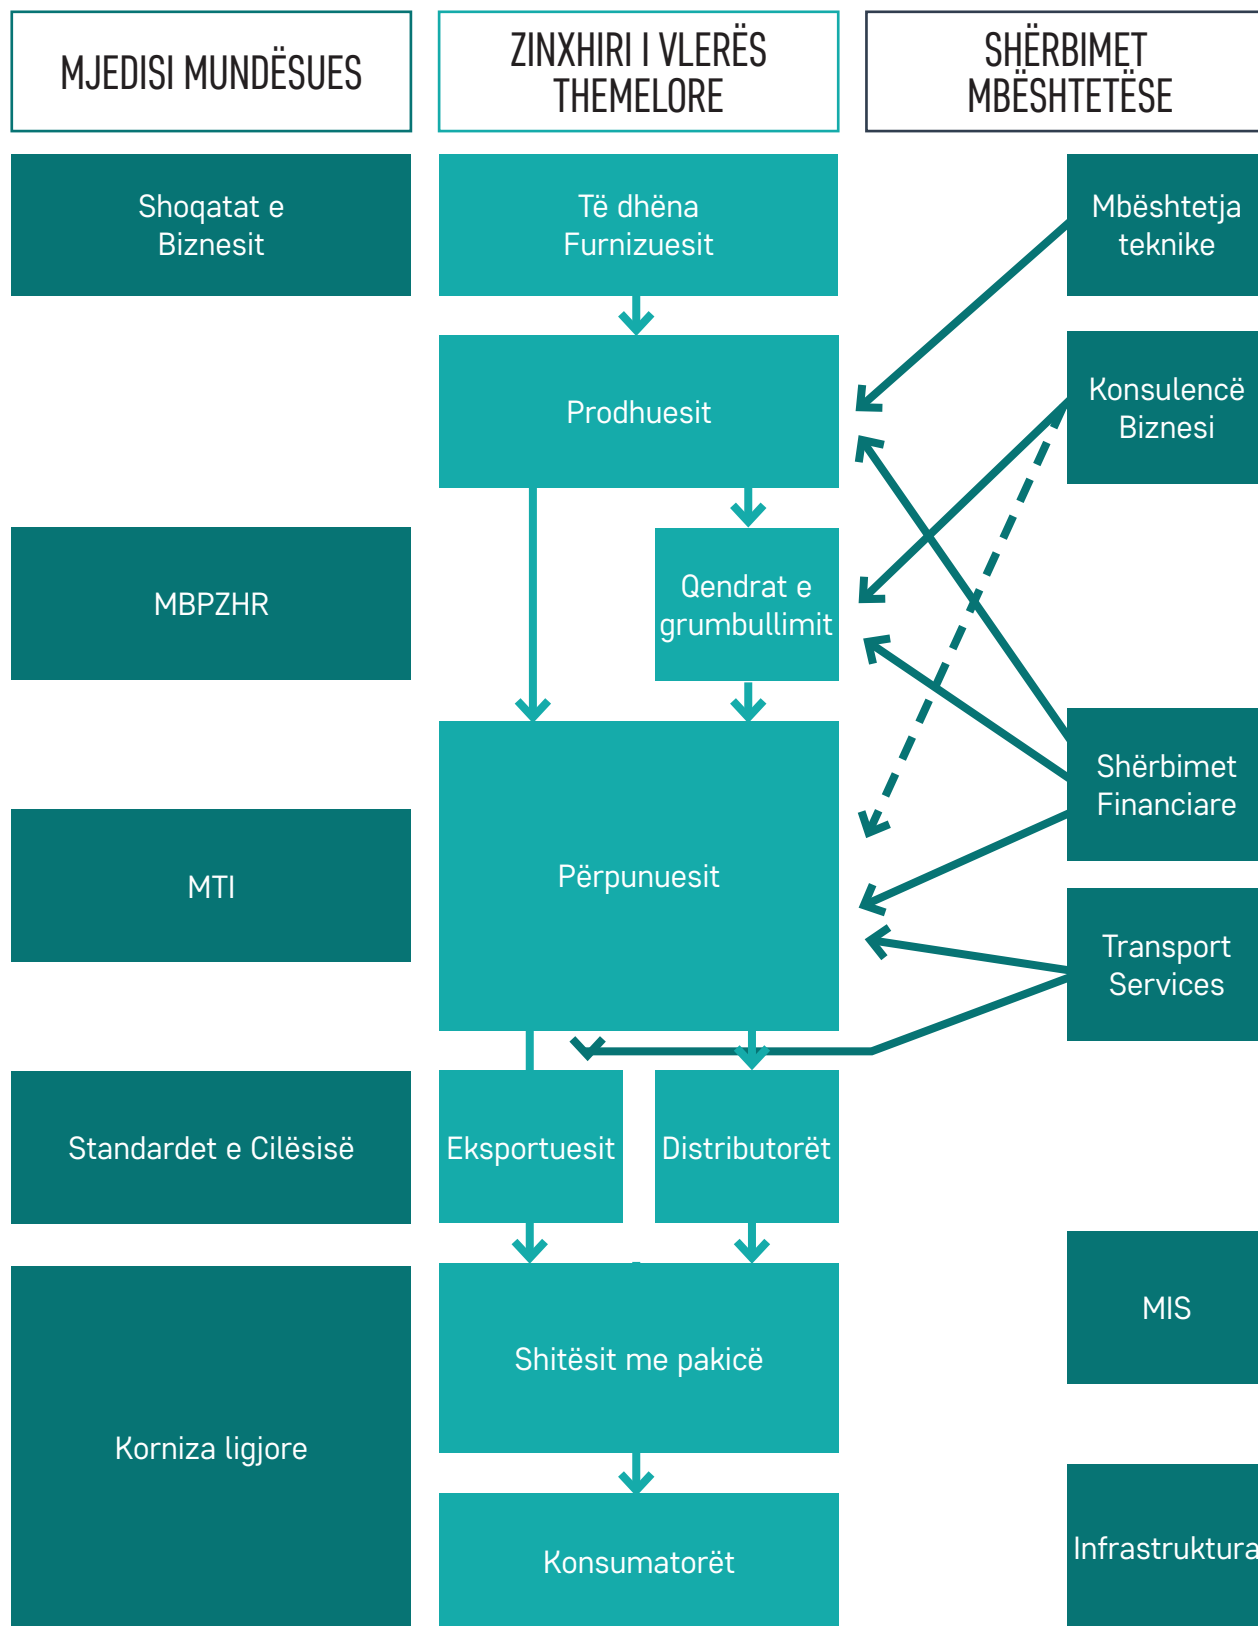 MJEDISI MUNDËSUES
ZINXHIRI I VLERËS
THEMELORE
SHËRBIMET
MBËSHTETËSE
Shoqatat e
Biznesit
Të dhëna
Furnizuesit
Mbështetja
teknike
Prodhuesit
Konsulencë
Biznesi
MBPZHR
Qendrat e
grumbullimit
Shërbimet
Financiare
MTI
Përpunuesit
Transport
Services
Standardet e Cilësisë
Eksportuesit
Distributorët
MIS
Shitësit me pakicë
Korniza ligjore
Konsumatorët
Infrastruktura